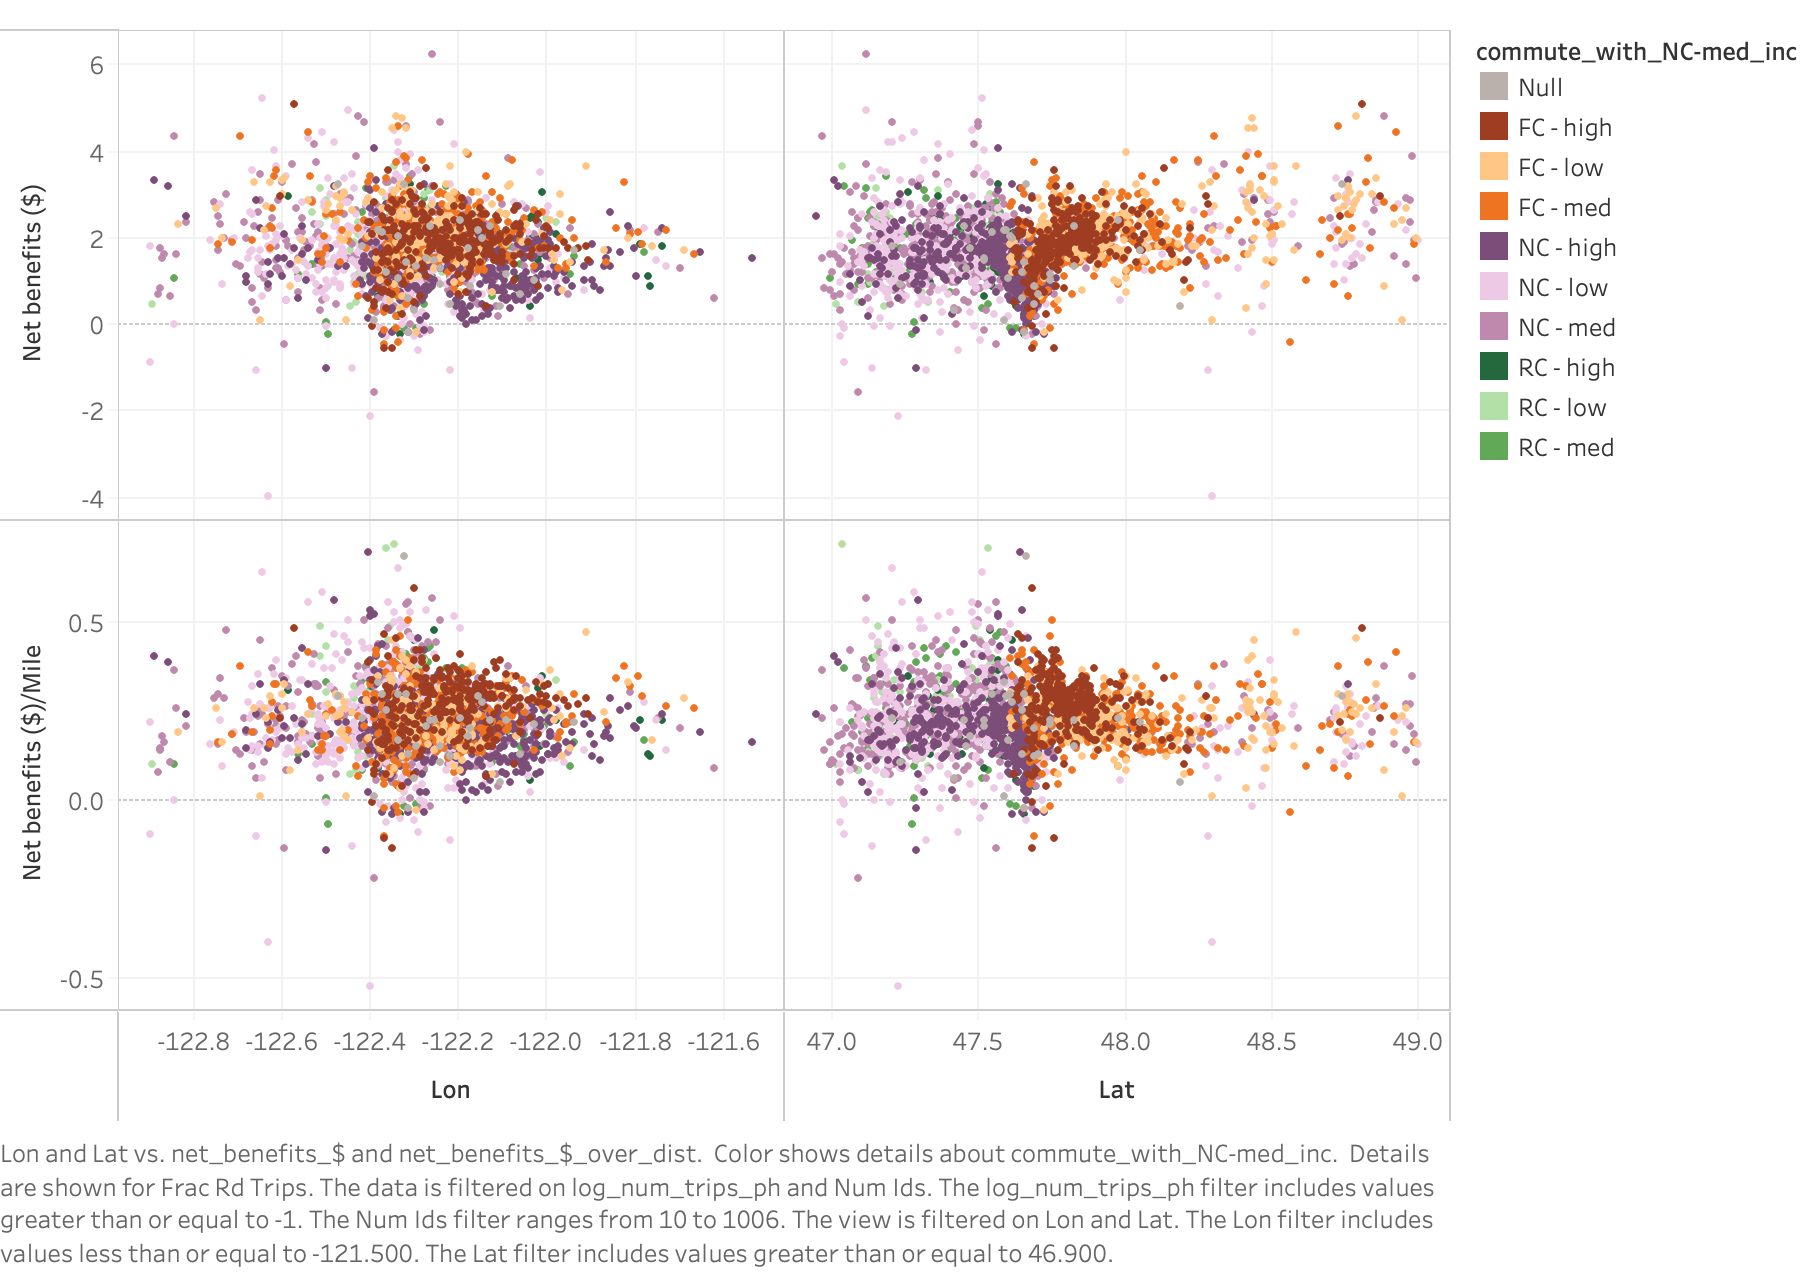 6
4
2
0
-2
-4
Net benefits ($)
0.5
0.0
-0.5
Net benefits ($)/Mile
-122.8 -122.6 -122.4 -122.2 -122.0 -121.8 -121.6
Lon
47.0 47.5 48.0 48.5 49.0
Lat
commute_with_NC-med_inc
Null
FC - high
FC - low
FC - med
NC - high
NC - low
NC - med
RC - high
RC - low
RC - med
Lon and Lat vs. net_benefits_$ and net_benefits_$_over_dist.  Color shows details about commute_with_NC-med_inc.  Details
are shown for Frac Rd Trips. The data is filtered on log_num_trips_ph and Num Ids. The log_num_trips_ph filter includes values
greater than or equal to -1. The Num Ids filter ranges from 10 to 1006. The view is filtered on Lon and Lat. The Lon filter includes
values less than or equal to -121.500. The Lat filter includes values greater than or equal to 46.900.